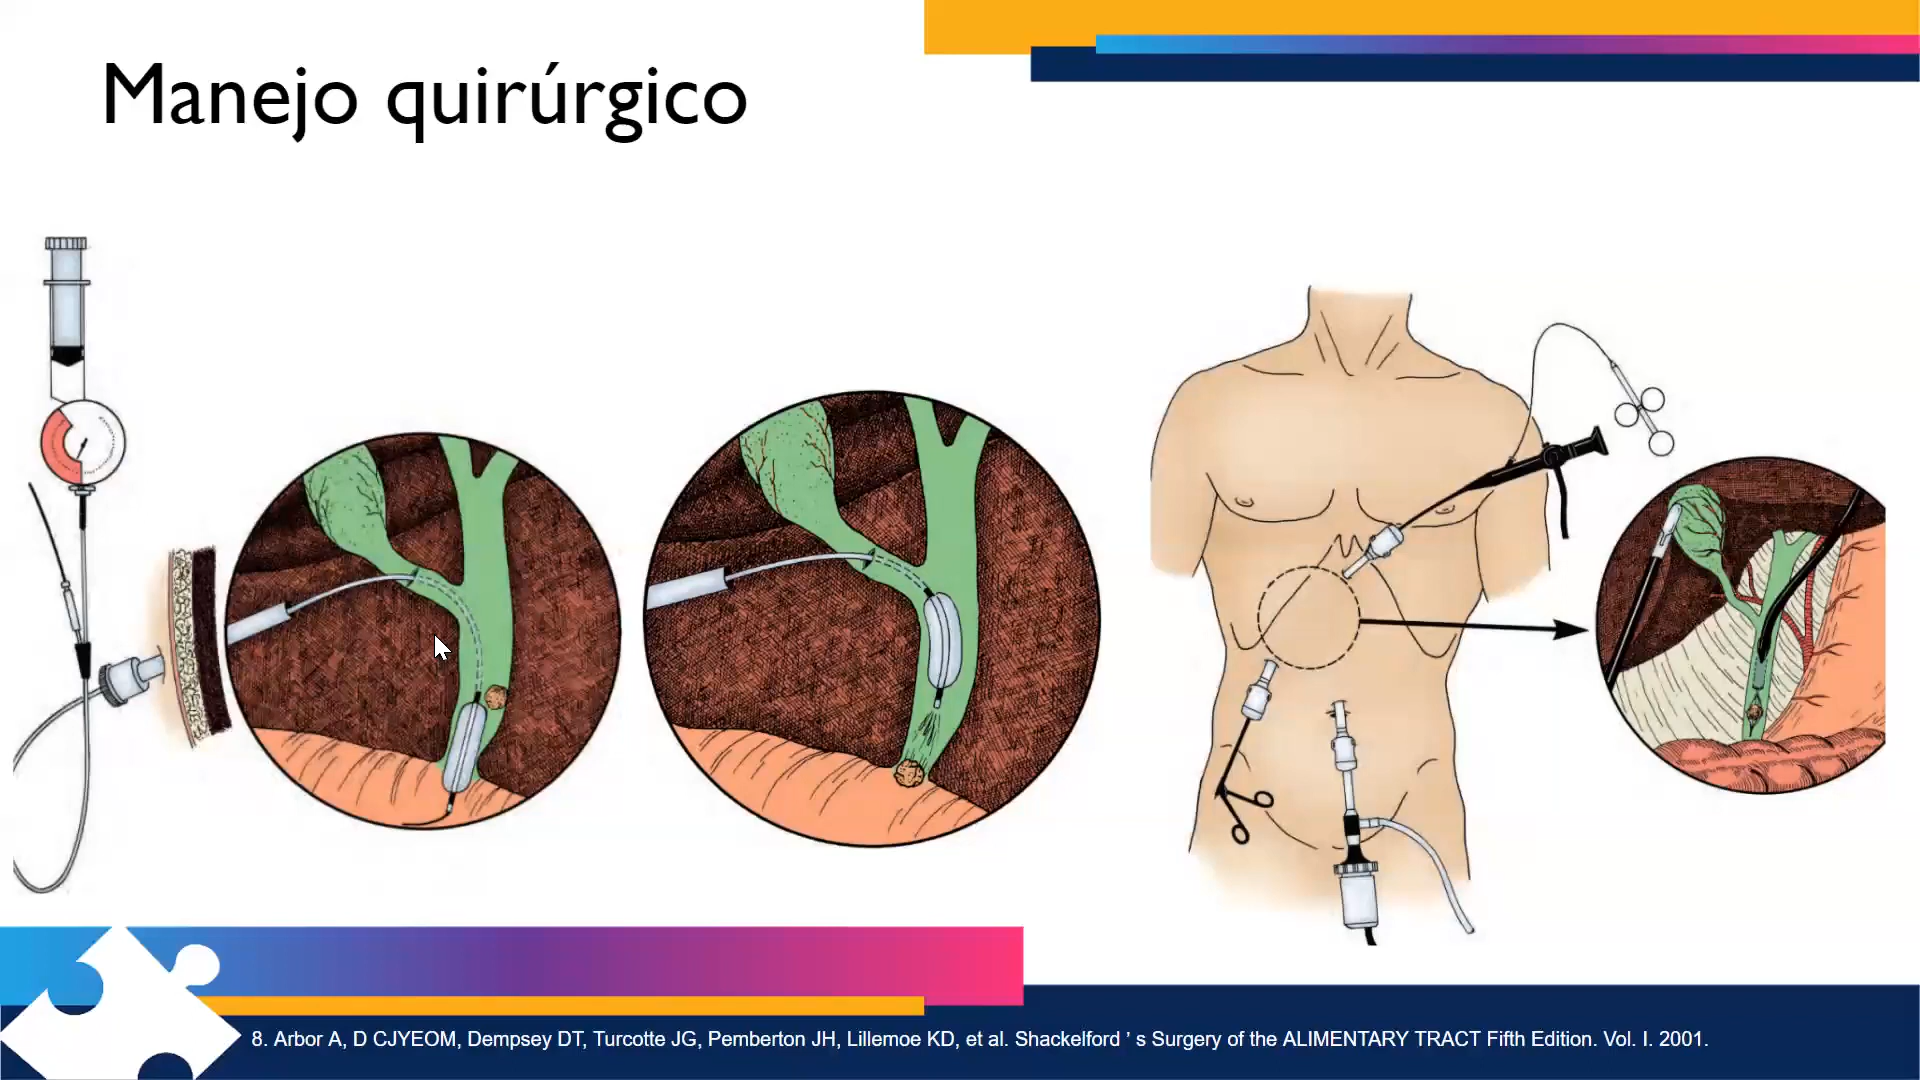 Manejo quirúrgico
8. Arbor A, D CJYEOM, Dempsey DT, Turcotte JG, Pemberton JH, Lillemoe KD, et al. Shackelford ’ s Surgery of the ALIMENTARY TRACT Fifth Edition. Vol. I. 2001.